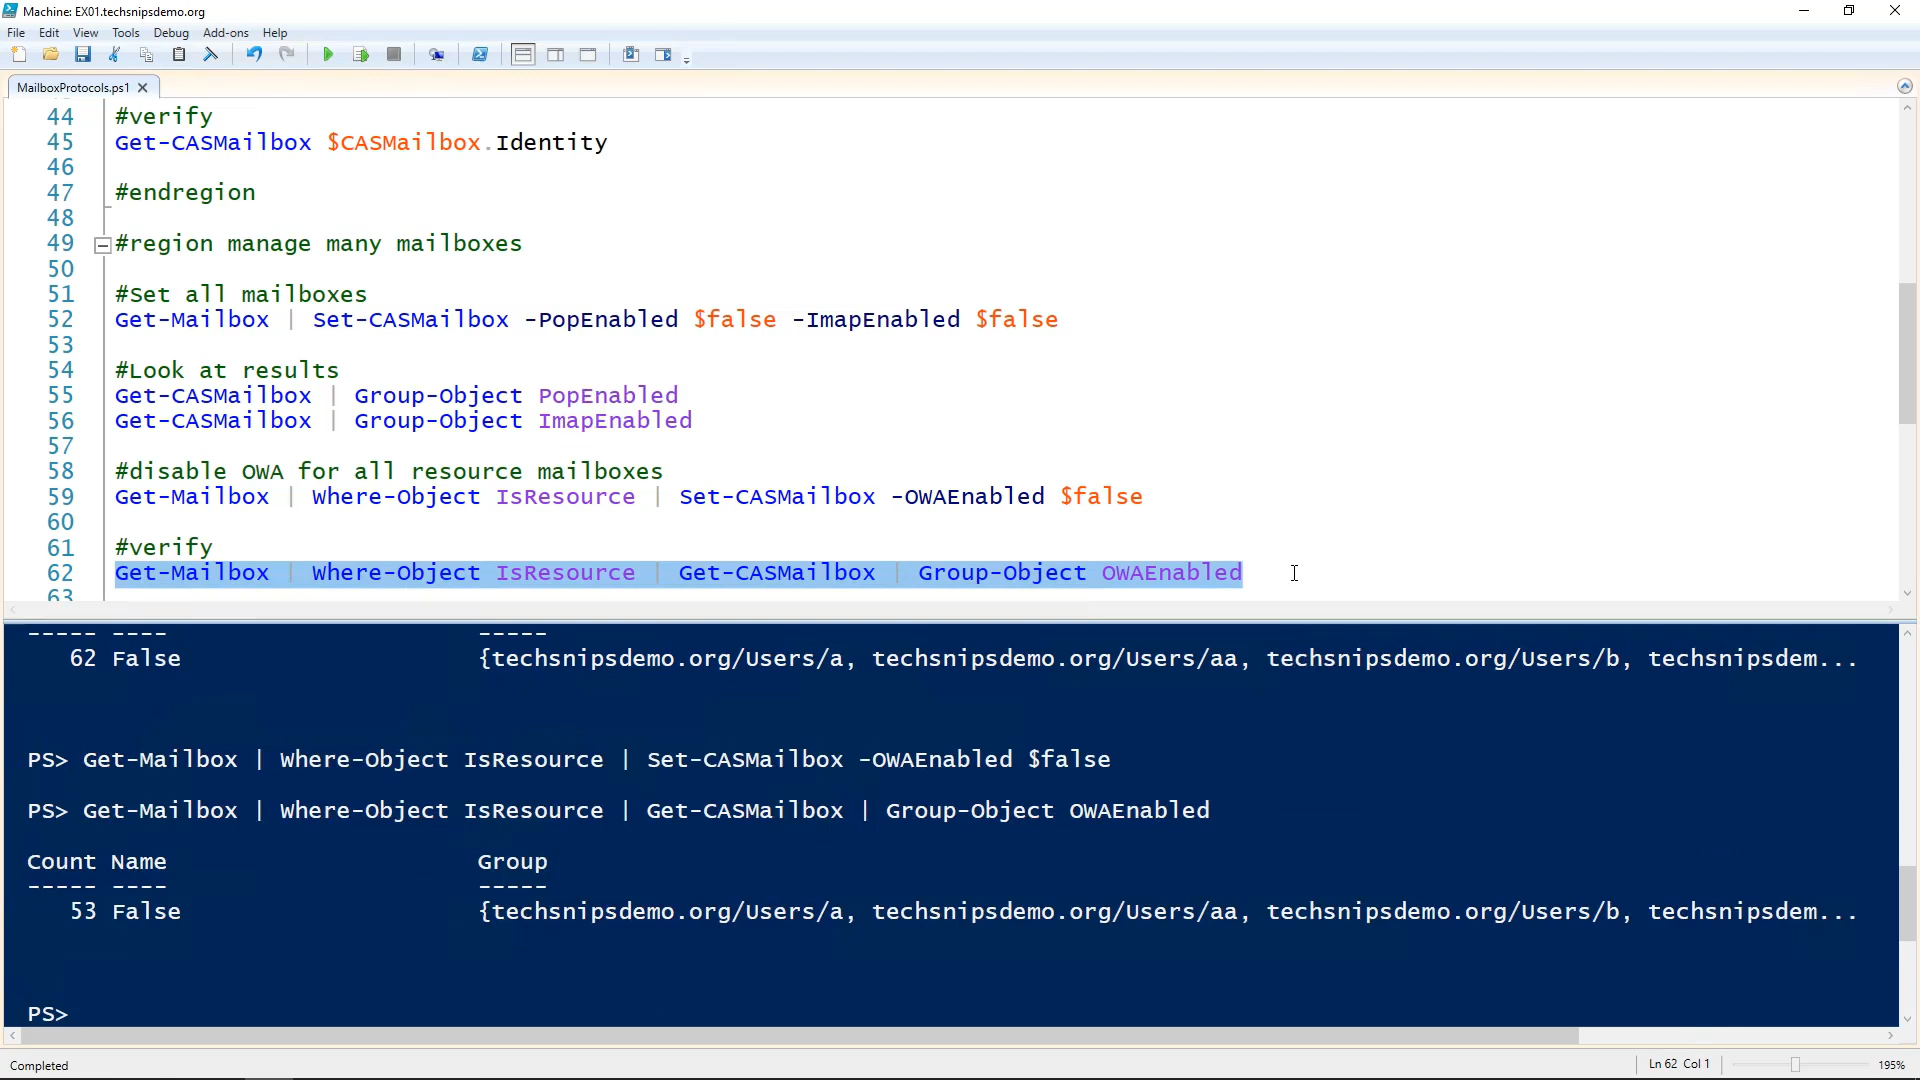 Machine: EX01.techsnipsdemo.org
File Edit View Tools Debug Add-ons Help
MailboxProtocols.ps1
44 #verify
45 Get-CASMailbox $CASMailbox.Identity
46
47 #endregion
48
49 #region manage many mailboxes
50
51 #Set all mailboxes
52 Get-Mailbox | Set-CASMailbox -PopEnabled $false -ImapEnabled $false
53
54 #Look at results
55 Get-CASMailbox | Group-Object PopEnabled
56 Get-CASMailbox | Group-Object ImapEnabled
57
58 #disable OWA for all resource mailboxes
59 Get-Mailbox | Where-Object IsResource | Set-CASMailbox -OWAEnabled $false
60
61 #verify
62 Get-Mailbox | Where-Object IsResource | Get-CASMailbox | Group-Object OWAEnabled
63
----- ---- -----
62 False {techsnipsdemo.org/Users/a, techsnipsdemo.org/Users/aa, techsnipsdemo.org/Users/b, techsnipsdem...
PS> Get-Mailbox | Where-Object IsResource | Set-CASMailbox -OWAEnabled $false
PS> Get-Mailbox | Where-Object IsResource | Get-CASMailbox | Group-Object OWAEnabled
Count Name Group
----- ---- -----
53 False {techsnipsdemo.org/Users/a, techsnipsdemo.org/Users/aa, techsnipsdemo.org/Users/b, techsnipsdem...
PS>
Completed Ln 62 Col 1 195%